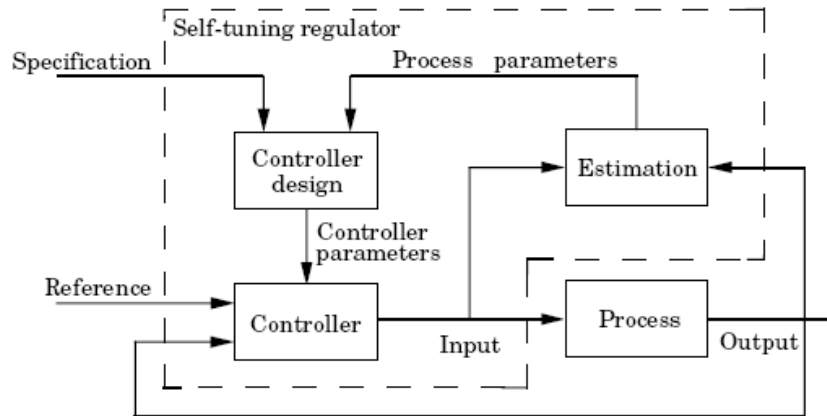 Self-tuning regulator
Specification
Process parameters
Controller
design
Estimation
Controller
parameters
Reference
Controller
Process
Input
Output